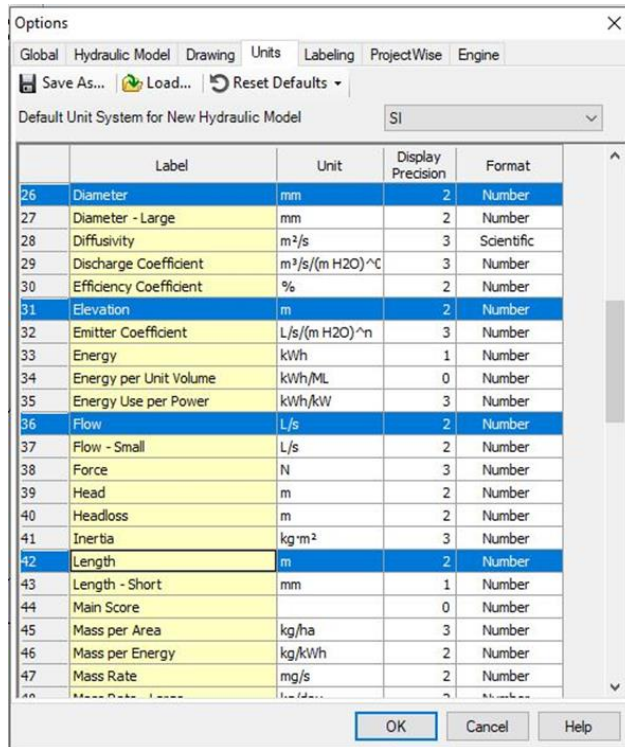 Options
Global Hydraulic Model Drawing Units Labeling ProjectWise Engine
Save As... Load... Reset Defaults
Default Unit System for New Hydraulic Model SI
Label Unit Display Precision Format
26 Diameter mm 2 Number
27 Diameter - Large mm 2 Number
28 Diffusivity m²/s 3 Scientific
29 Discharge Coefficient m³/s/(m H2O)^ 3 Number
30 Efficiency Coefficient % 2 Number
31 Elevation m 2 Number
32 Emitter Coefficient L/s/(m H2O)^n 3 Number
33 Energy kWh 1 Number
34 Energy per Unit Volume kWh/ML 0 Number
35 Energy Use per Power kWh/kW 3 Number
36 Flow L/s 2 Number
37 Flow - Small L/s 2 Number
38 Force N 3 Number
39 Head m 2 Number
40 Headloss m 2 Number
41 Inertia kg·m² 3 Number
42 Length m 2 Number
43 Length - Short mm 1 Number
44 Main Score 0 Number
45 Mass per Area kg/ha 3 Number
46 Mass per Energy kg/kWh 2 Number
47 Mass Rate mg/s 2 Number
OK Cancel Help